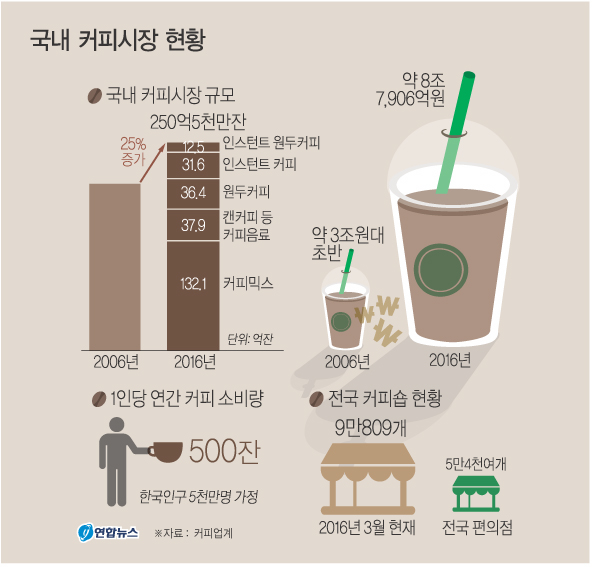 국내 커피시장 현황
국내 커피시장 규모
250억5천만잔
25%
증가
12.5
인스턴트 원두커피
31.6
인스턴트 커피
36.4
원두커피
37.9
캔커피 등
커피음료
132.1
커피믹스
단위: 억잔
2006년
2016년
약 8조
7,906억원
약 3조원대
초반
₩₩
₩
2006년
2016년
1인당 연간 커피 소비량
500잔
한국인구 5천만명 가정
전국 커피숍 현황
9만809개
2016년 3월 현재
5만4천여개
전국 편의점
연합뉴스
※자료 : 커피업계